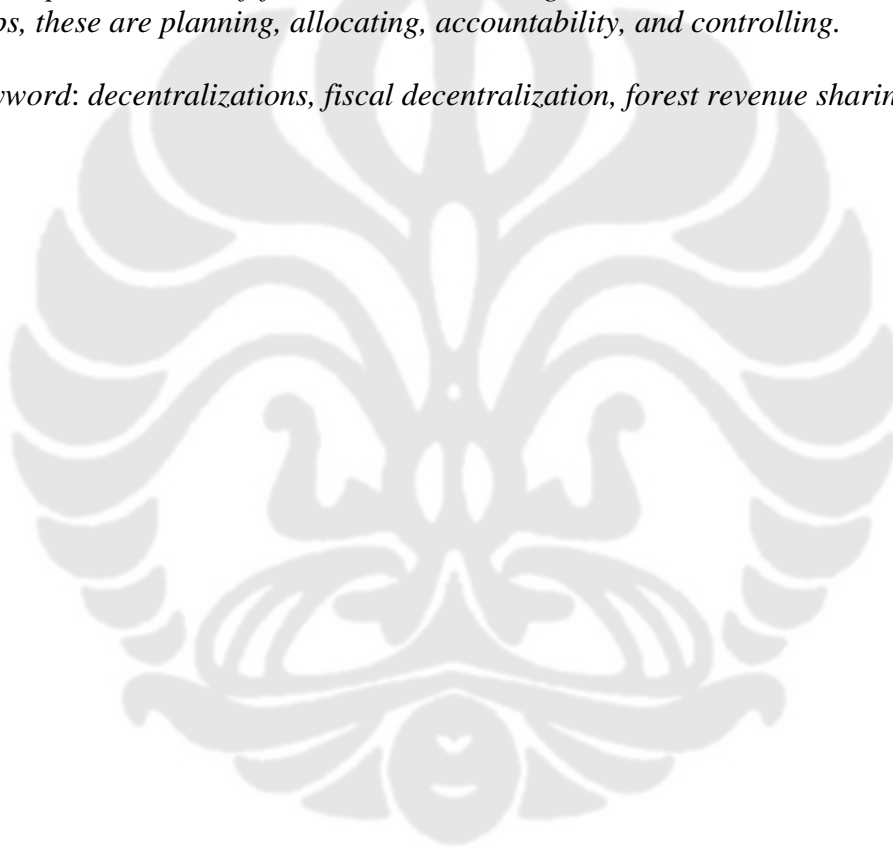 ps, these are planning, allocating, accountability, and controlling.
yword: decentralizations, fiscal decentralization, forest revenue sharin